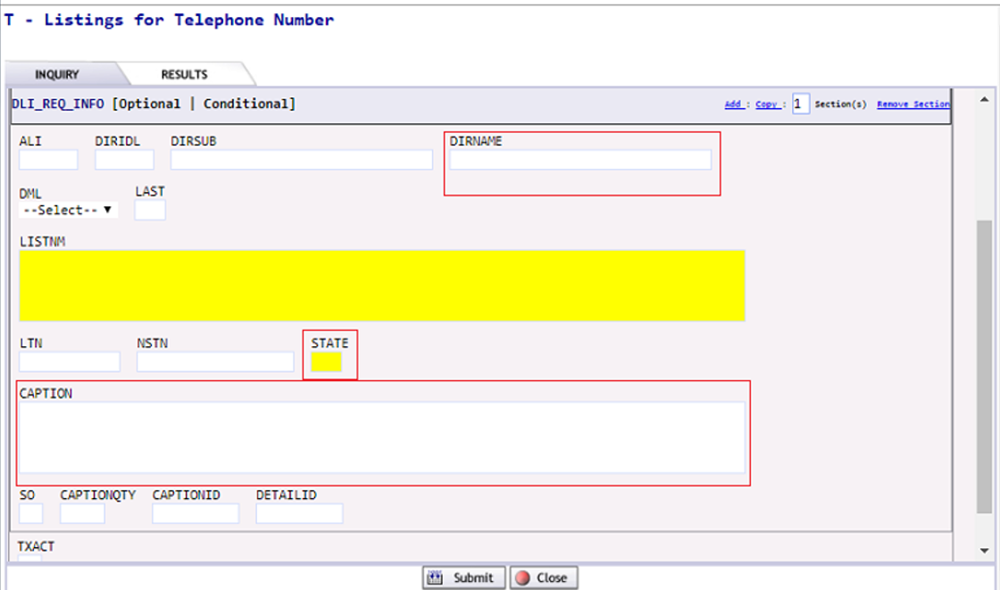 T - Listings for Telephone Number
INQUIRY RESULTS
DLI_REQ_INFO [Optional | Conditional] Add : Copy : 1 Section(s) Remove Section
ALI DIRIDL DIRSUB DIRNAME
DML LAST
--Select-- ▼
LISTNM
LTN NSTN STATE
CAPTION
SO CAPTIONQTY CAPTIONID DETAILID
TXACT
Submit Close